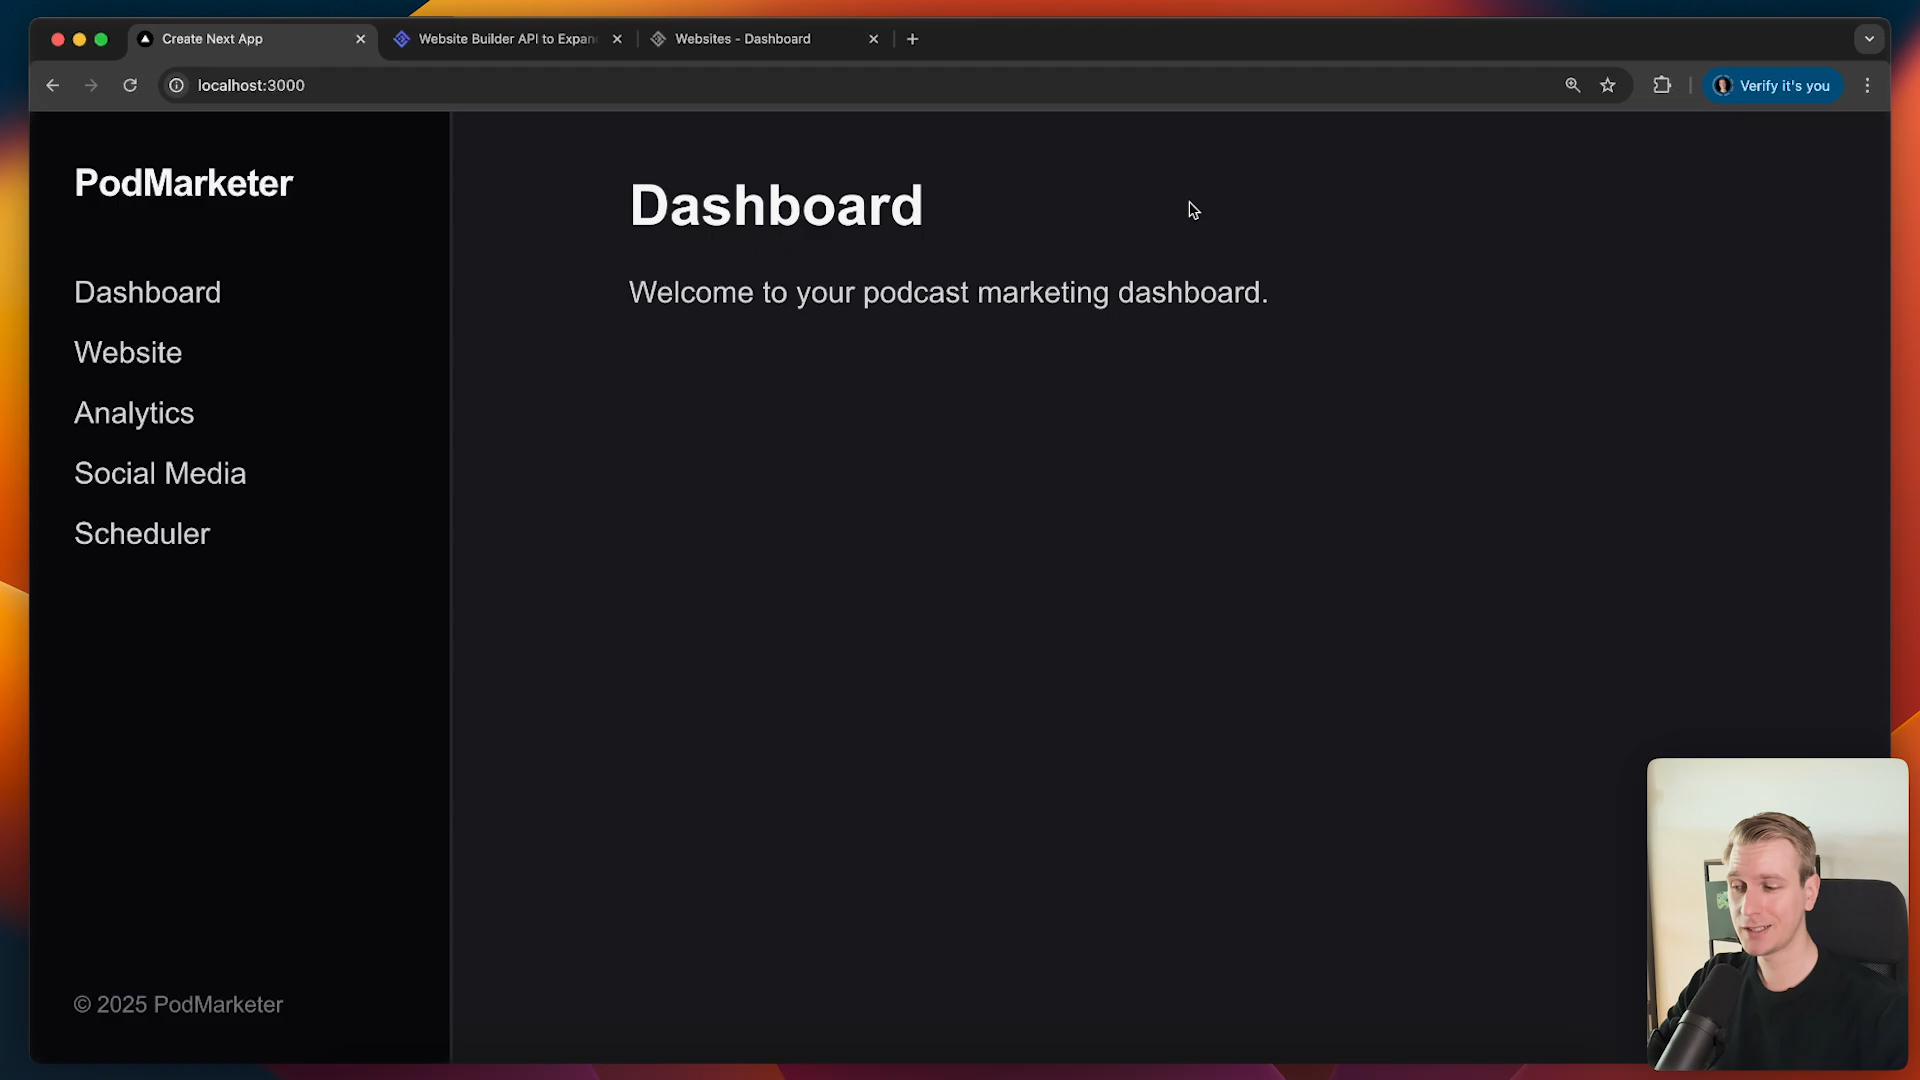 Create Next App
Website Builder API to Expan
Websites - Dashboard
localhost:3000
Verify it's you
PodMarketer
Dashboard
Website
Analytics
Social Media
Scheduler
© 2025 PodMarketer
Dashboard
Welcome to your podcast marketing dashboard.